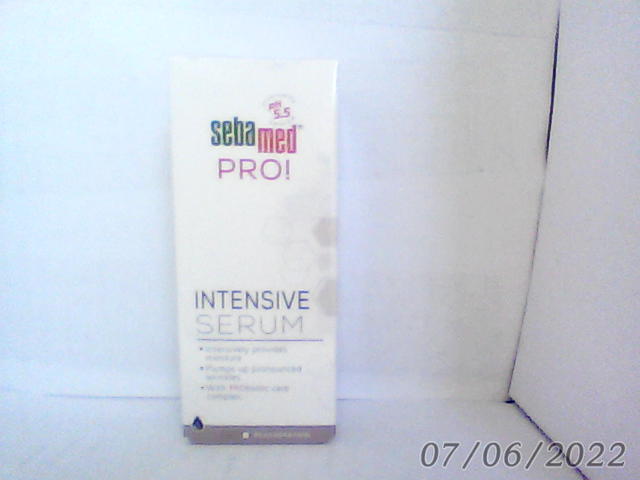 pH
5.5
sebamed
PRO!
INTENSIVE
SERUM
• Intensively provides
moisture
• Plumps up pronounced
wrinkles
• With PRObiotic care
complex
07/06/2022